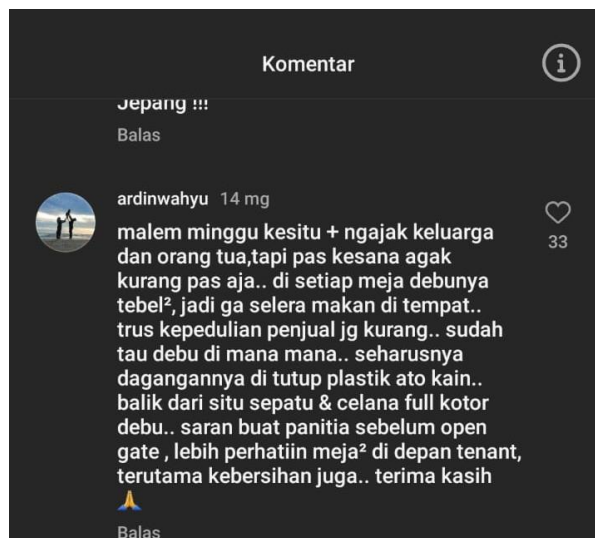 Komentar
Jepang !!!
Balas
ardinwahyu 14 mg
malem minggu kesitu + ngajak keluarga
dan orang tua,tapi pas kesana agak
kurang pas aja.. di setiap meja debunya
tebel², jadi ga selera makan di tempat..
trus kepedulian penjual jg kurang.. sudah
tau debu di mana mana.. seharusnya
dagangannya di tutup plastik ato kain..
balik dari situ sepatu & celana full kotor
debu.. saran buat panitia sebelum open
gate , lebih perhatiin meja² di depan tenant,
terutama kebersihan juga.. terima kasih
🙏
33
Balas